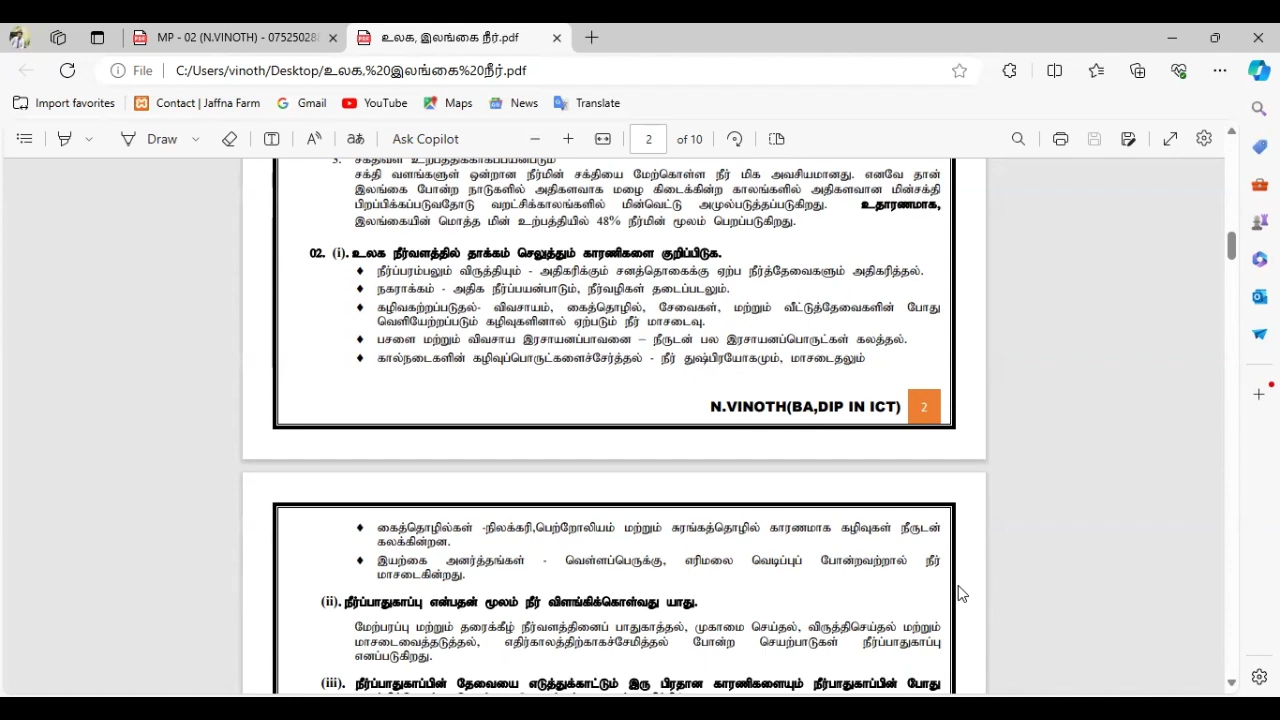 MP - 02 (N.VINOTH) - 07525028
உலக, இலங்கை நீர்.pdf
File C:/Users/vinoth/Desktop/உலக,%20இலங்கை%20நீர்.pdf
Import favorites Contact | Jaffna Farm Gmail YouTube Maps News Translate
Draw Ask Copilot 2 of 10
3. சக்திவள உற்பத்திக்காகப்பயன்படும்
சக்தி வளங்களுள் ஒன்றான நீர்மின் சக்தியை மேற்கொள்ள நீர் மிக அவசியமானது. எனவே தான்
இலங்கை போன்ற நாடுகளில் அதிகளவாக மழை கிடைக்கின்ற காலங்களில் அதிகளவான மின்சக்தி
பிறப்பிக்கப்படுவதோடு வறட்சிக்காலங்களில் மின்வெட்டு அமுல்படுத்தப்படுகிறது. உதாரணமாக,
இலங்கையின் மொத்த மின் உற்பத்தியில் 48% நீர்மின் மூலம் பெறப்படுகிறது.
02. (i). உலக நீர்வளத்தில் தாக்கம் செலுத்தும் காரணிகளை குறிப்பிடுக.
♦ நீர்ப்பரம்பலும் விருத்தியும் - அதிகரிக்கும் சனத்தொகைக்கு ஏற்ப நீர்த்தேவைகளும் அதிகரித்தல்.
♦ நகராக்கம் - அதிக நீர்ப்பயன்பாடும், நீர்வழிகள் தடைப்படலும்.
♦ கழிவகற்றப்படுதல்- விவசாயம், கைத்தொழில், சேவைகள், மற்றும் வீட்டுத்தேவைகளின் போது
வெளியேற்றப்படும் கழிவுகளினால் ஏற்படும் நீர் மாசடைவு.
♦ பசளை மற்றும் விவசாய இரசாயனப்பாவனை – நீருடன் பல இரசாயனப்பொருட்கள் கலத்தல்.
♦ கால்நடைகளின் கழிவுப்பொருட்களைச்சேர்த்தல் - நீர் துஷ்பிரயோகமும், மாசடைதலும்
N.VINOTH(BA,DIP IN ICT) 2
♦ கைத்தொழில்கள் -நிலக்கரி,பெற்றோலியம் மற்றும் சுரங்கத்தொழில் காரணமாக கழிவுகள் நீருடன்
கலக்கின்றன.
♦ இயற்கை அனர்த்தங்கள் - வெள்ளப்பெருக்கு, எரிமலை வெடிப்புப் போன்றவற்றால் நீர்
மாசடைகின்றது.
(ii). நீர்ப்பாதுகாப்பு என்பதன் மூலம் நீர் விளங்கிக்கொள்வது யாது.
மேற்பரப்பு மற்றும் தரைக்கீழ் நீர்வளத்தினைப் பாதுகாத்தல், முகாமை செய்தல், விருத்திசெய்தல் மற்றும்
மாசடைவைத்தடுத்தல், எதிர்காலத்திற்காகச்சேமித்தல் போன்ற செயற்பாடுகள் நீர்ப்பாதுகாப்பு
எனப்படுகிறது.
(iii). நீர்ப்பாதுகாப்பின் தேவையை எடுத்துக்காட்டும் இரு பிரதான காரணிகளையும் நீர்பாதுகாப்பின் போது